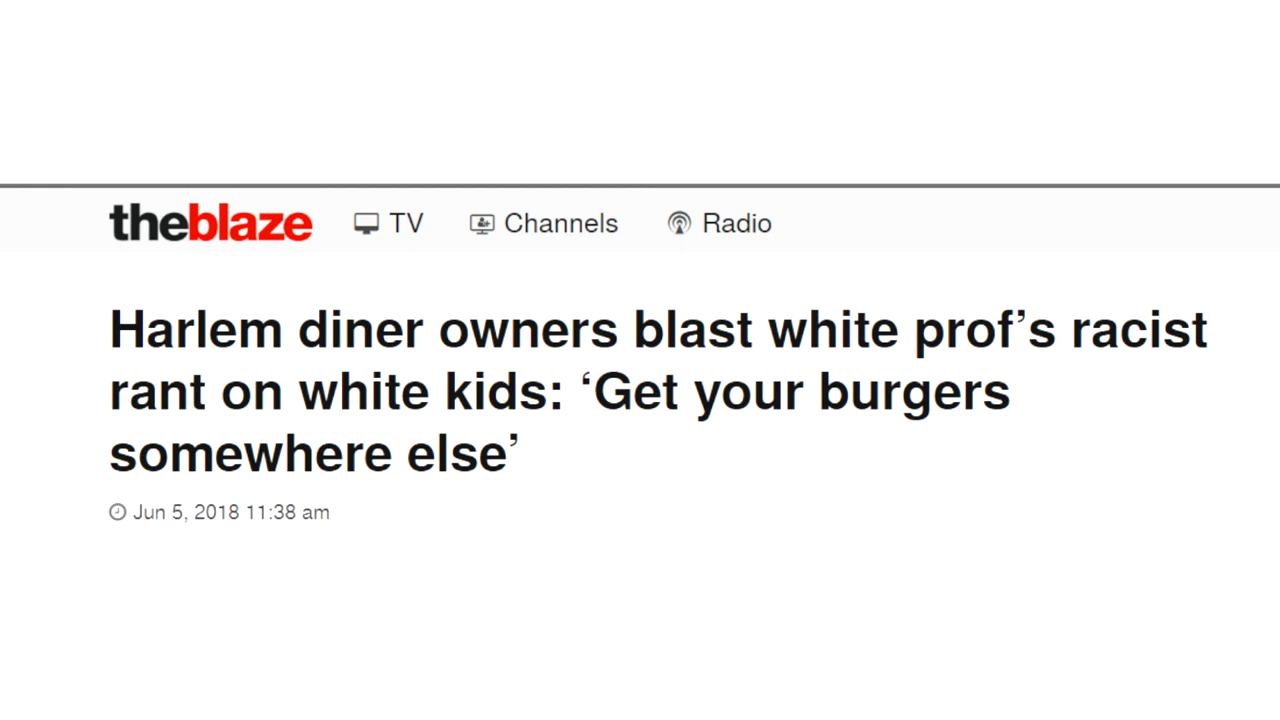 theblaze TV Channels Radio
Harlem diner owners blast white prof’s racist
rant on white kids: ‘Get your burgers
somewhere else’
Jun 5, 2018 11:38 am